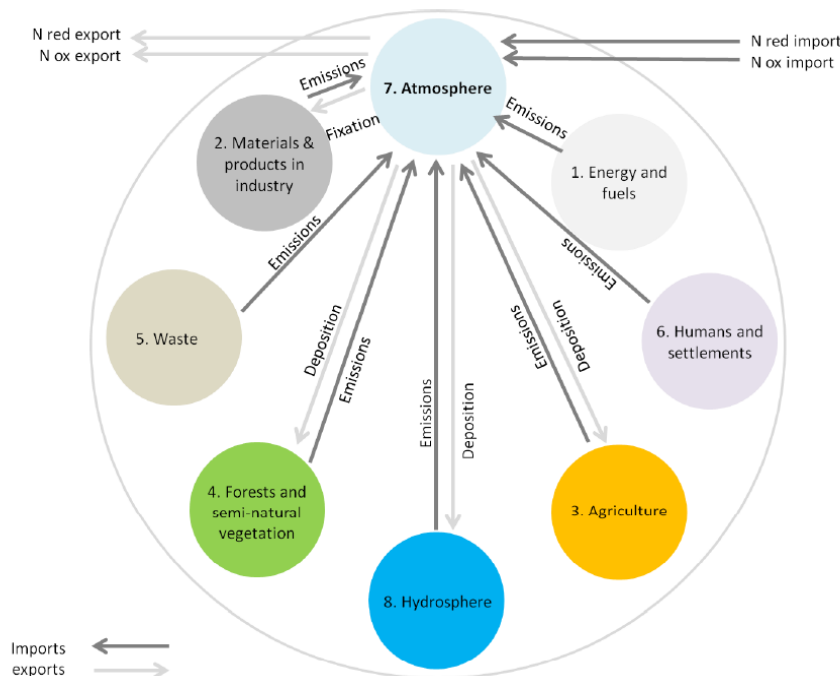 N red export
N ox export
N red import
N ox import
7. Atmosphere
Emissions
Fixation
Emissions
2. Materials &
products in
industry
1. Energy and
fuels
Emissions
Emissions
5. Waste
6. Humans and
settlements
Deposition
Emissions
Emissions
Deposition
Emissions
Deposition
4. Forests and
semi-natural
vegetation
3. Agriculture
8. Hydrosphere
Imports
exports